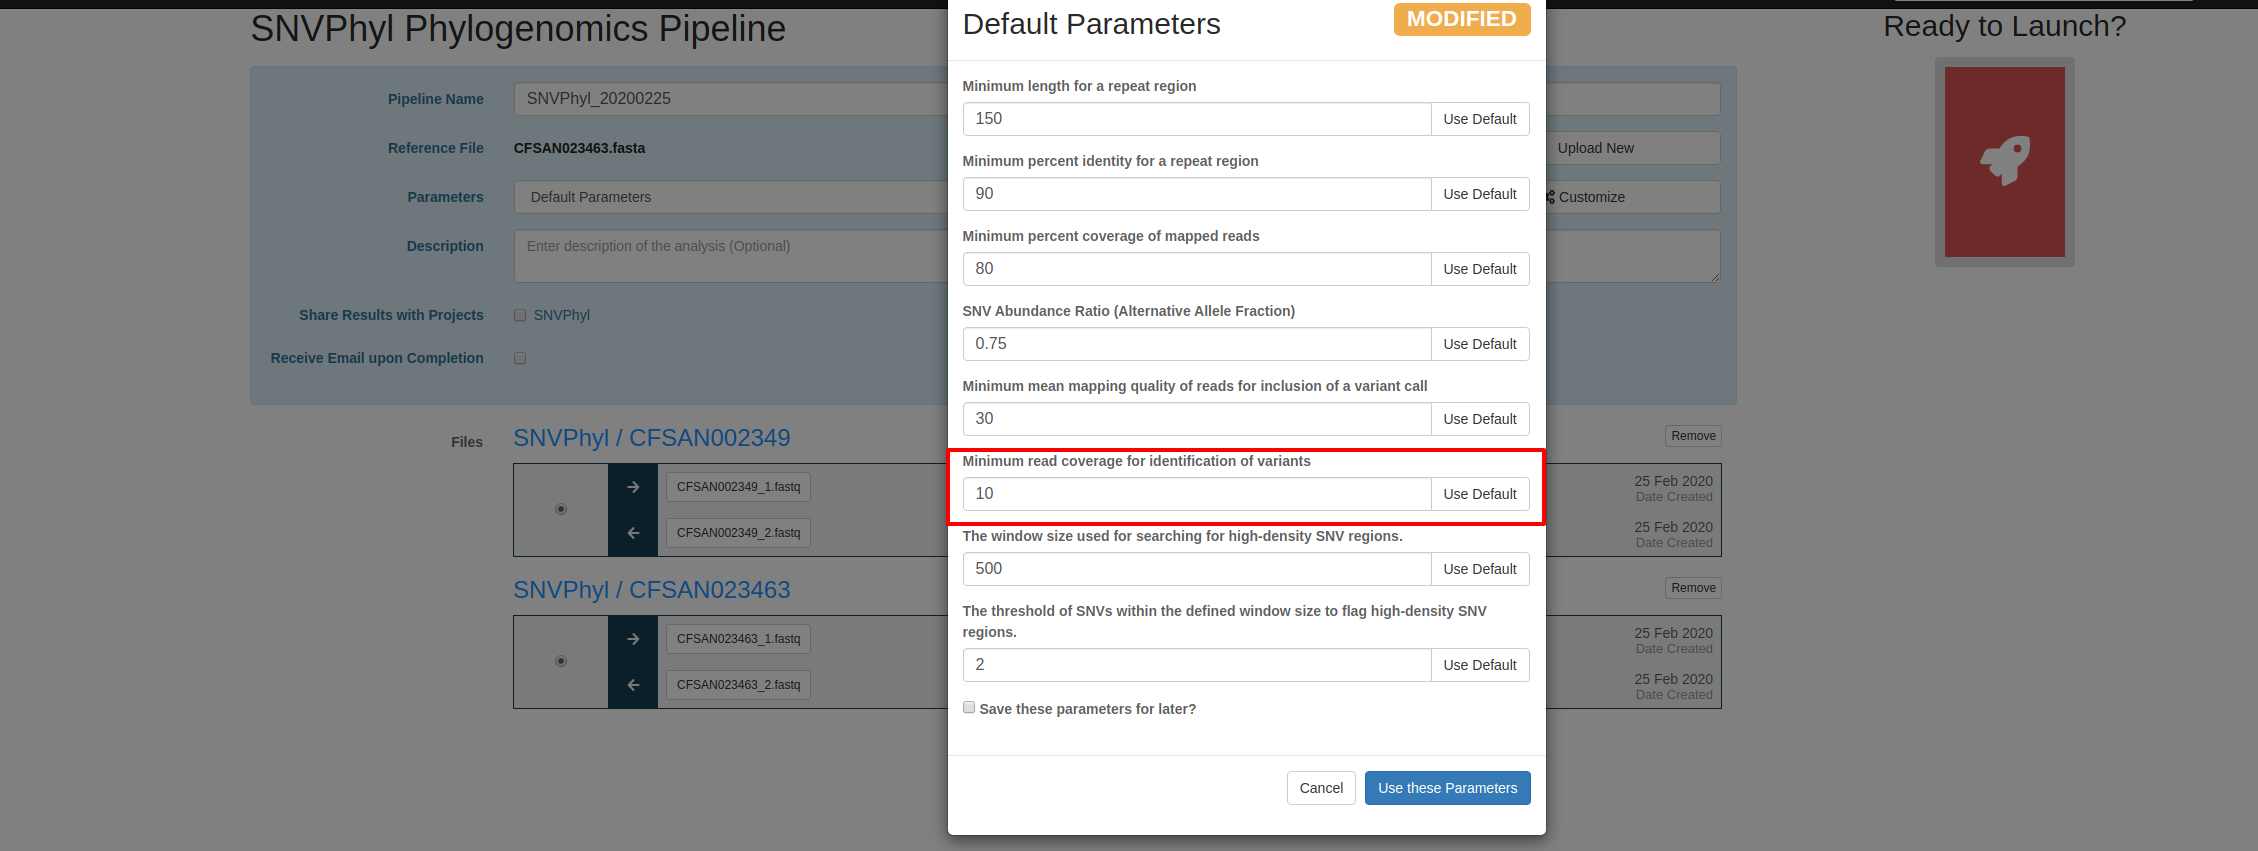 SNVPhyl Phylogenomics Pipeline
Pipeline Name
SNVPhyl_20200225
Reference File
CFSAN023463.fasta
Upload New
Parameters
Default Parameters
Customize
Description
Enter description of the analysis (Optional)
Share Results with Projects
SNVPhyl
Receive Email upon Completion
Files
SNVPhyl / CFSAN002349
Remove
CFSAN002349_1.fastq
25 Feb 2020
Date Created
CFSAN002349_2.fastq
25 Feb 2020
Date Created
SNVPhyl / CFSAN023463
Remove
CFSAN023463_1.fastq
25 Feb 2020
Date Created
CFSAN023463_2.fastq
25 Feb 2020
Date Created
Default Parameters
MODIFIED
Minimum length for a repeat region
150
Use Default
Minimum percent identity for a repeat region
90
Use Default
Minimum percent coverage of mapped reads
80
Use Default
SNV Abundance Ratio (Alternative Allele Fraction)
0.75
Use Default
Minimum mean mapping quality of reads for inclusion of a variant call
30
Use Default
Minimum read coverage for identification of variants
10
Use Default
The window size used for searching for high-density SNV regions.
500
Use Default
The threshold of SNVs within the defined window size to flag high-density SNV
regions.
2
Use Default
Save these parameters for later?
Cancel
Use these Parameters
Ready to Launch?